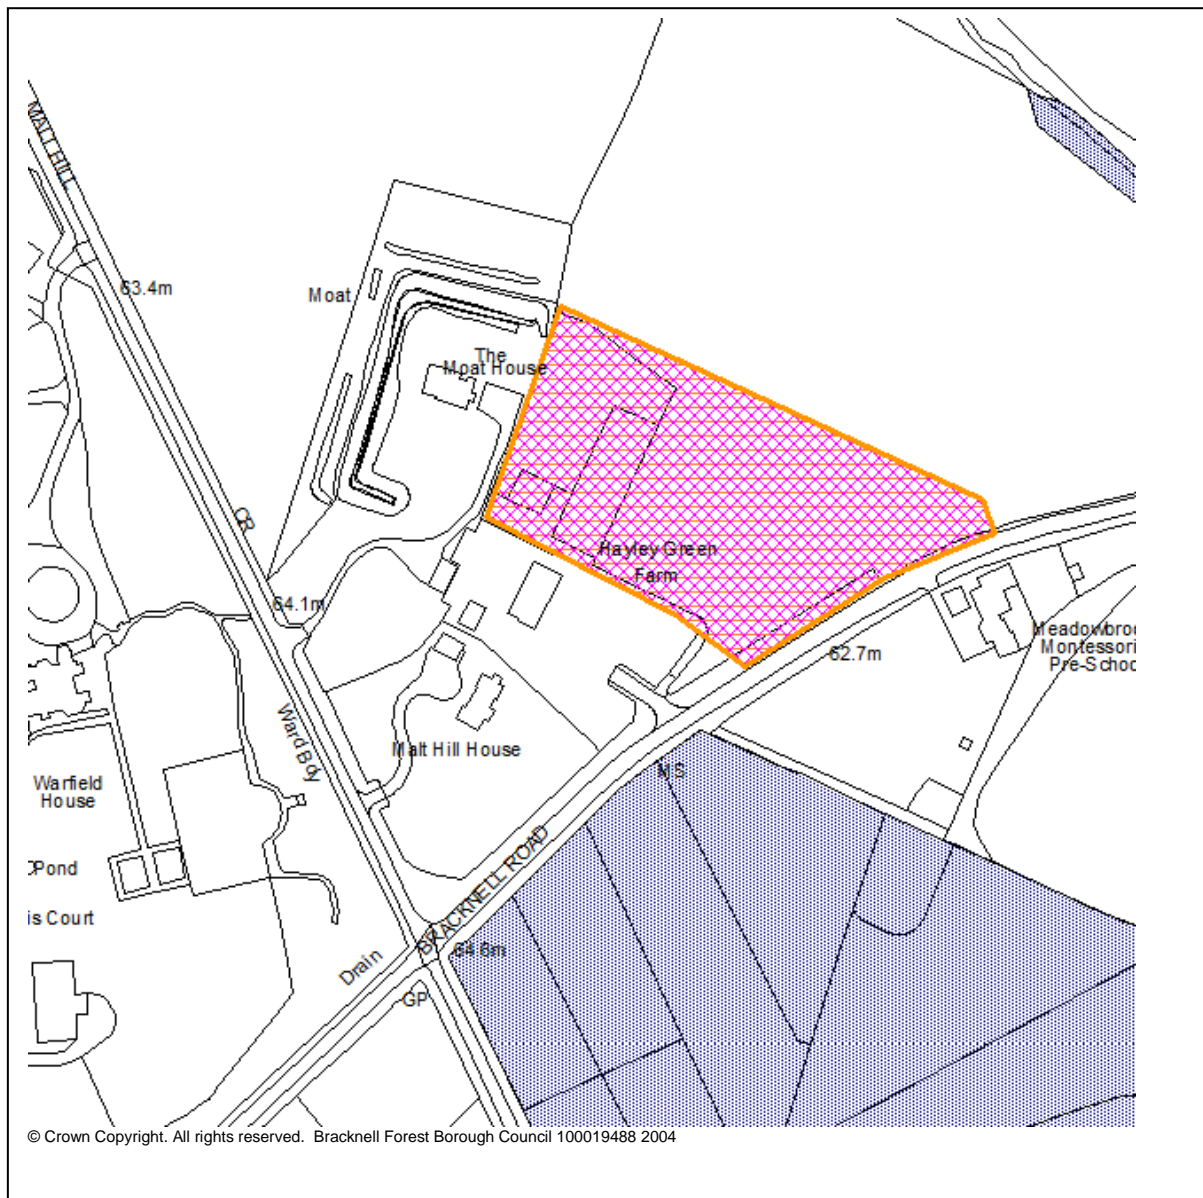 MALT HILL
63.4m
Moat
The
Moat House
CR
64.1m
Hayley Green
Farm
62.7m
Meadowbroo
Montessori
Pre-Schoo
Ward Bdy
Malt Hill House
MS
Warfield
House
Pond
is Court
BRACKNELL ROAD
64.6m
Drain
GP
© Crown Copyright. All rights reserved. Bracknell Forest Borough Council 100019488 2004